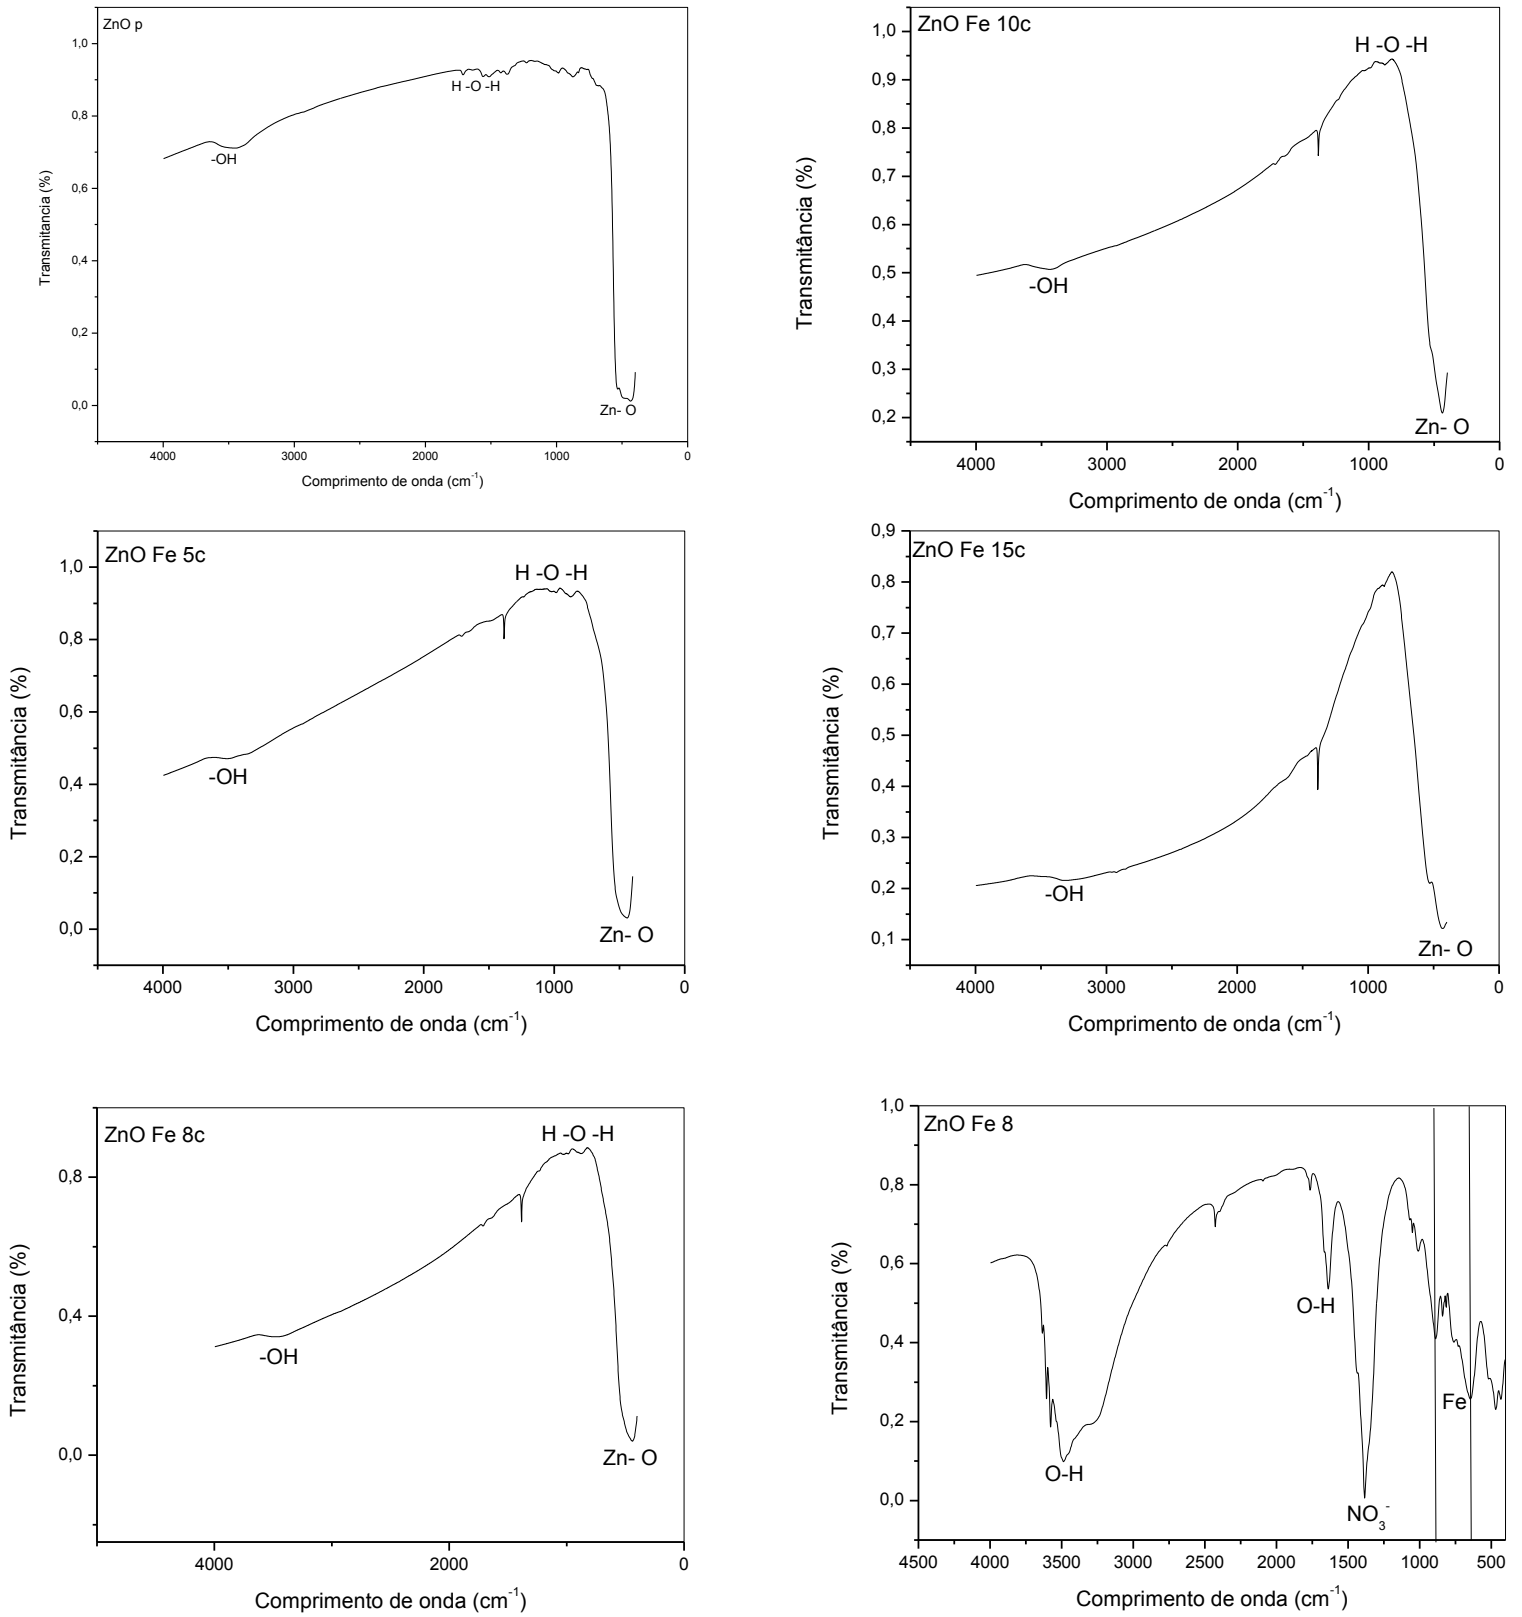 ZnO p
1,0
0,8
0,6
0,4
0,2
0,0
Transmitancia (%)
H -O -H
-OH
Zn- O
4000 3000 2000 1000 0
Comprimento de onda (cm-1)
ZnO Fe 10c
1,0
0,9
0,8
0,7
0,6
0,5
0,4
0,3
0,2
Transmitância (%)
H -O -H
-OH
Zn- O
4000 3000 2000 1000 0
Comprimento de onda (cm-1)
ZnO Fe 5c
1,0
0,8
0,6
0,4
0,2
0,0
Transmitância (%)
H -O -H
-OH
Zn- O
4000 3000 2000 1000 0
Comprimento de onda (cm-1)
ZnO Fe 15c
0,9
0,8
0,7
0,6
0,5
0,4
0,3
0,2
0,1
Transmitância (%)
-OH
Zn- O
4000 3000 2000 1000 0
Comprimento de onda (cm-1)
ZnO Fe 8c
0,8
0,4
0,0
Transmitância (%)
H -O -H
-OH
Zn- O
4000 2000 0
Comprimento de onda (cm-1)
ZnO Fe 8
1,0
0,8
0,6
0,4
0,2
0,0
Transmitância (%)
O-H
O-H
Fe
NO3-
4500 4000 3500 3000 2500 2000 1500 1000 500
Comprimento de onda (cm-1)